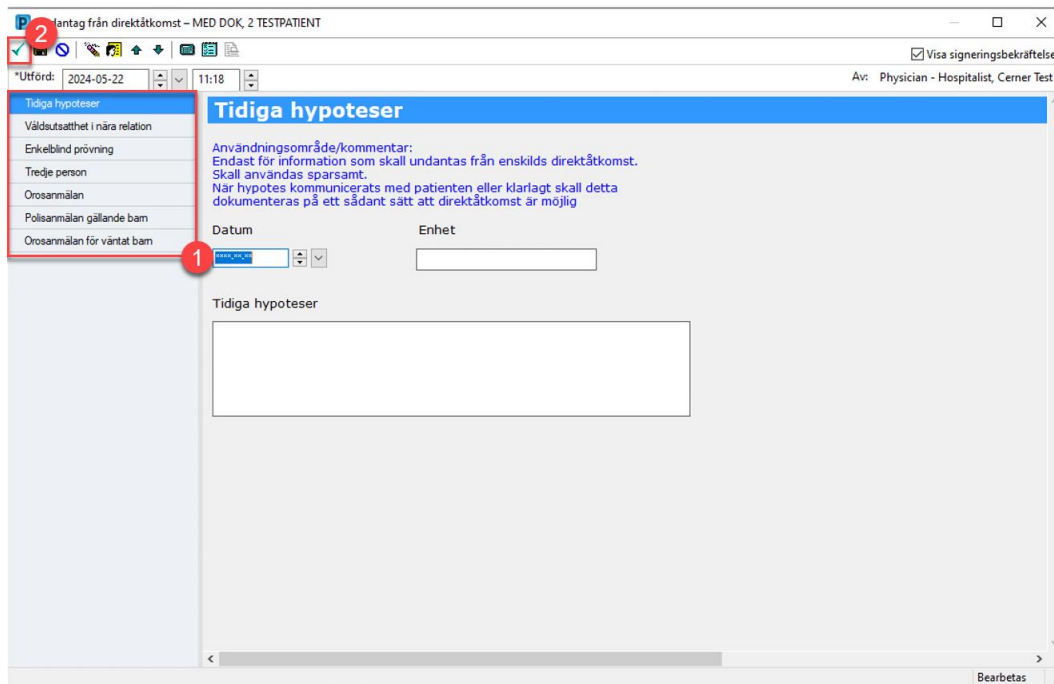 antag från direktåtkomst – MED DOK, 2 TESTPATIENT
2
Visa signeringsbekräftelse
*Utförd: 2024-05-22 11:18 Av: Physician - Hospitalist, Cerner Test
Tidiga hypoteser
Våldsutsatthet i nära relation
Enkelblind prövning
Tredje person
Orosanmälan
Polisanmälan gällande barn
Orosanmälan för väntat barn
Tidiga hypoteser
Användningsområde/kommentar:
Endast för information som skall undantas från enskilds direktåtkomst.
Skall användas sparsamt.
När hypotes kommunicerats med patienten eller klarlagt skall detta
dokumenteras på ett sådant sätt att direktåtkomst är möjlig
Datum Enhet
1 ****-**-**
Tidiga hypoteser
Bearbetas